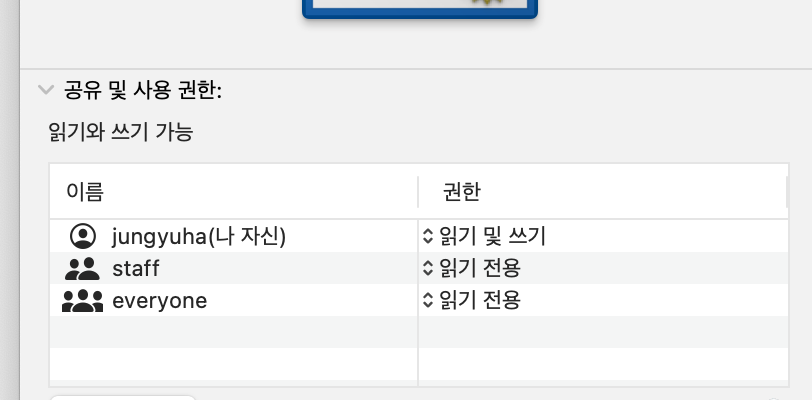 공유 및 사용 권한:
읽기와 쓰기 가능
이름 권한
jungyuha(나 자신) 읽기 및 쓰기
staff 읽기 전용
everyone 읽기 전용